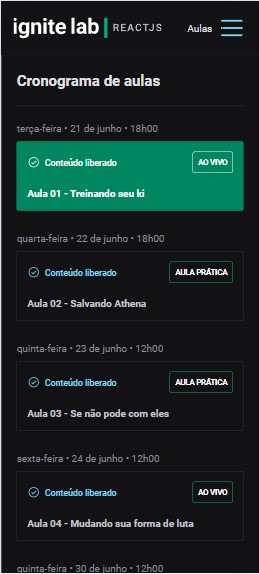 ignite lab REACTJS
Aulas
Cronograma de aulas
terça-feira • 21 de junho • 18h00
Conteúdo liberado AO VIVO
Aula 01 - Treinando seu ki
quarta-feira • 22 de junho • 18h00
Conteúdo liberado AULA PRÁTICA
Aula 02 - Salvando Athena
quinta-feira • 23 de junho • 12h00
Conteúdo liberado AULA PRÁTICA
Aula 03 - Se não pode com eles
sexta-feira • 24 de junho • 12h00
Conteúdo liberado AO VIVO
Aula 04 - Mudando sua forma de luta
quinta-feira • 30 de junho • 12h00